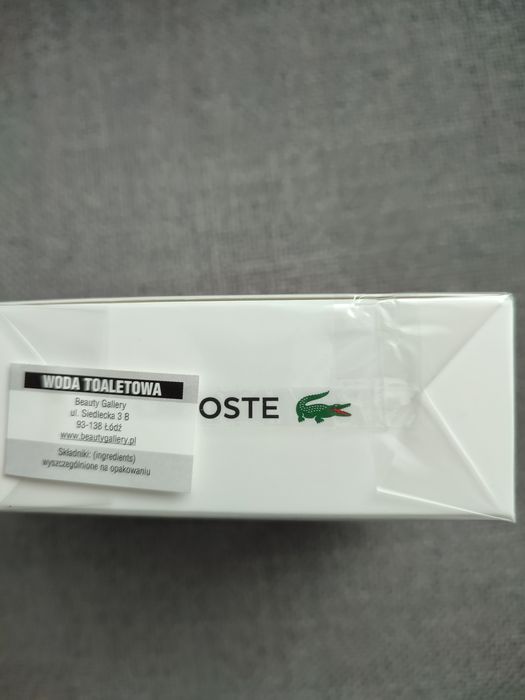 WODA TOALETOWA
Beauty Gallery
ul. Siedlecka 3 B
93-138 Łódź
www.beautygallery.pl
Składniki: (ingredients)
wyszczególnione na opakowaniu
OSTE